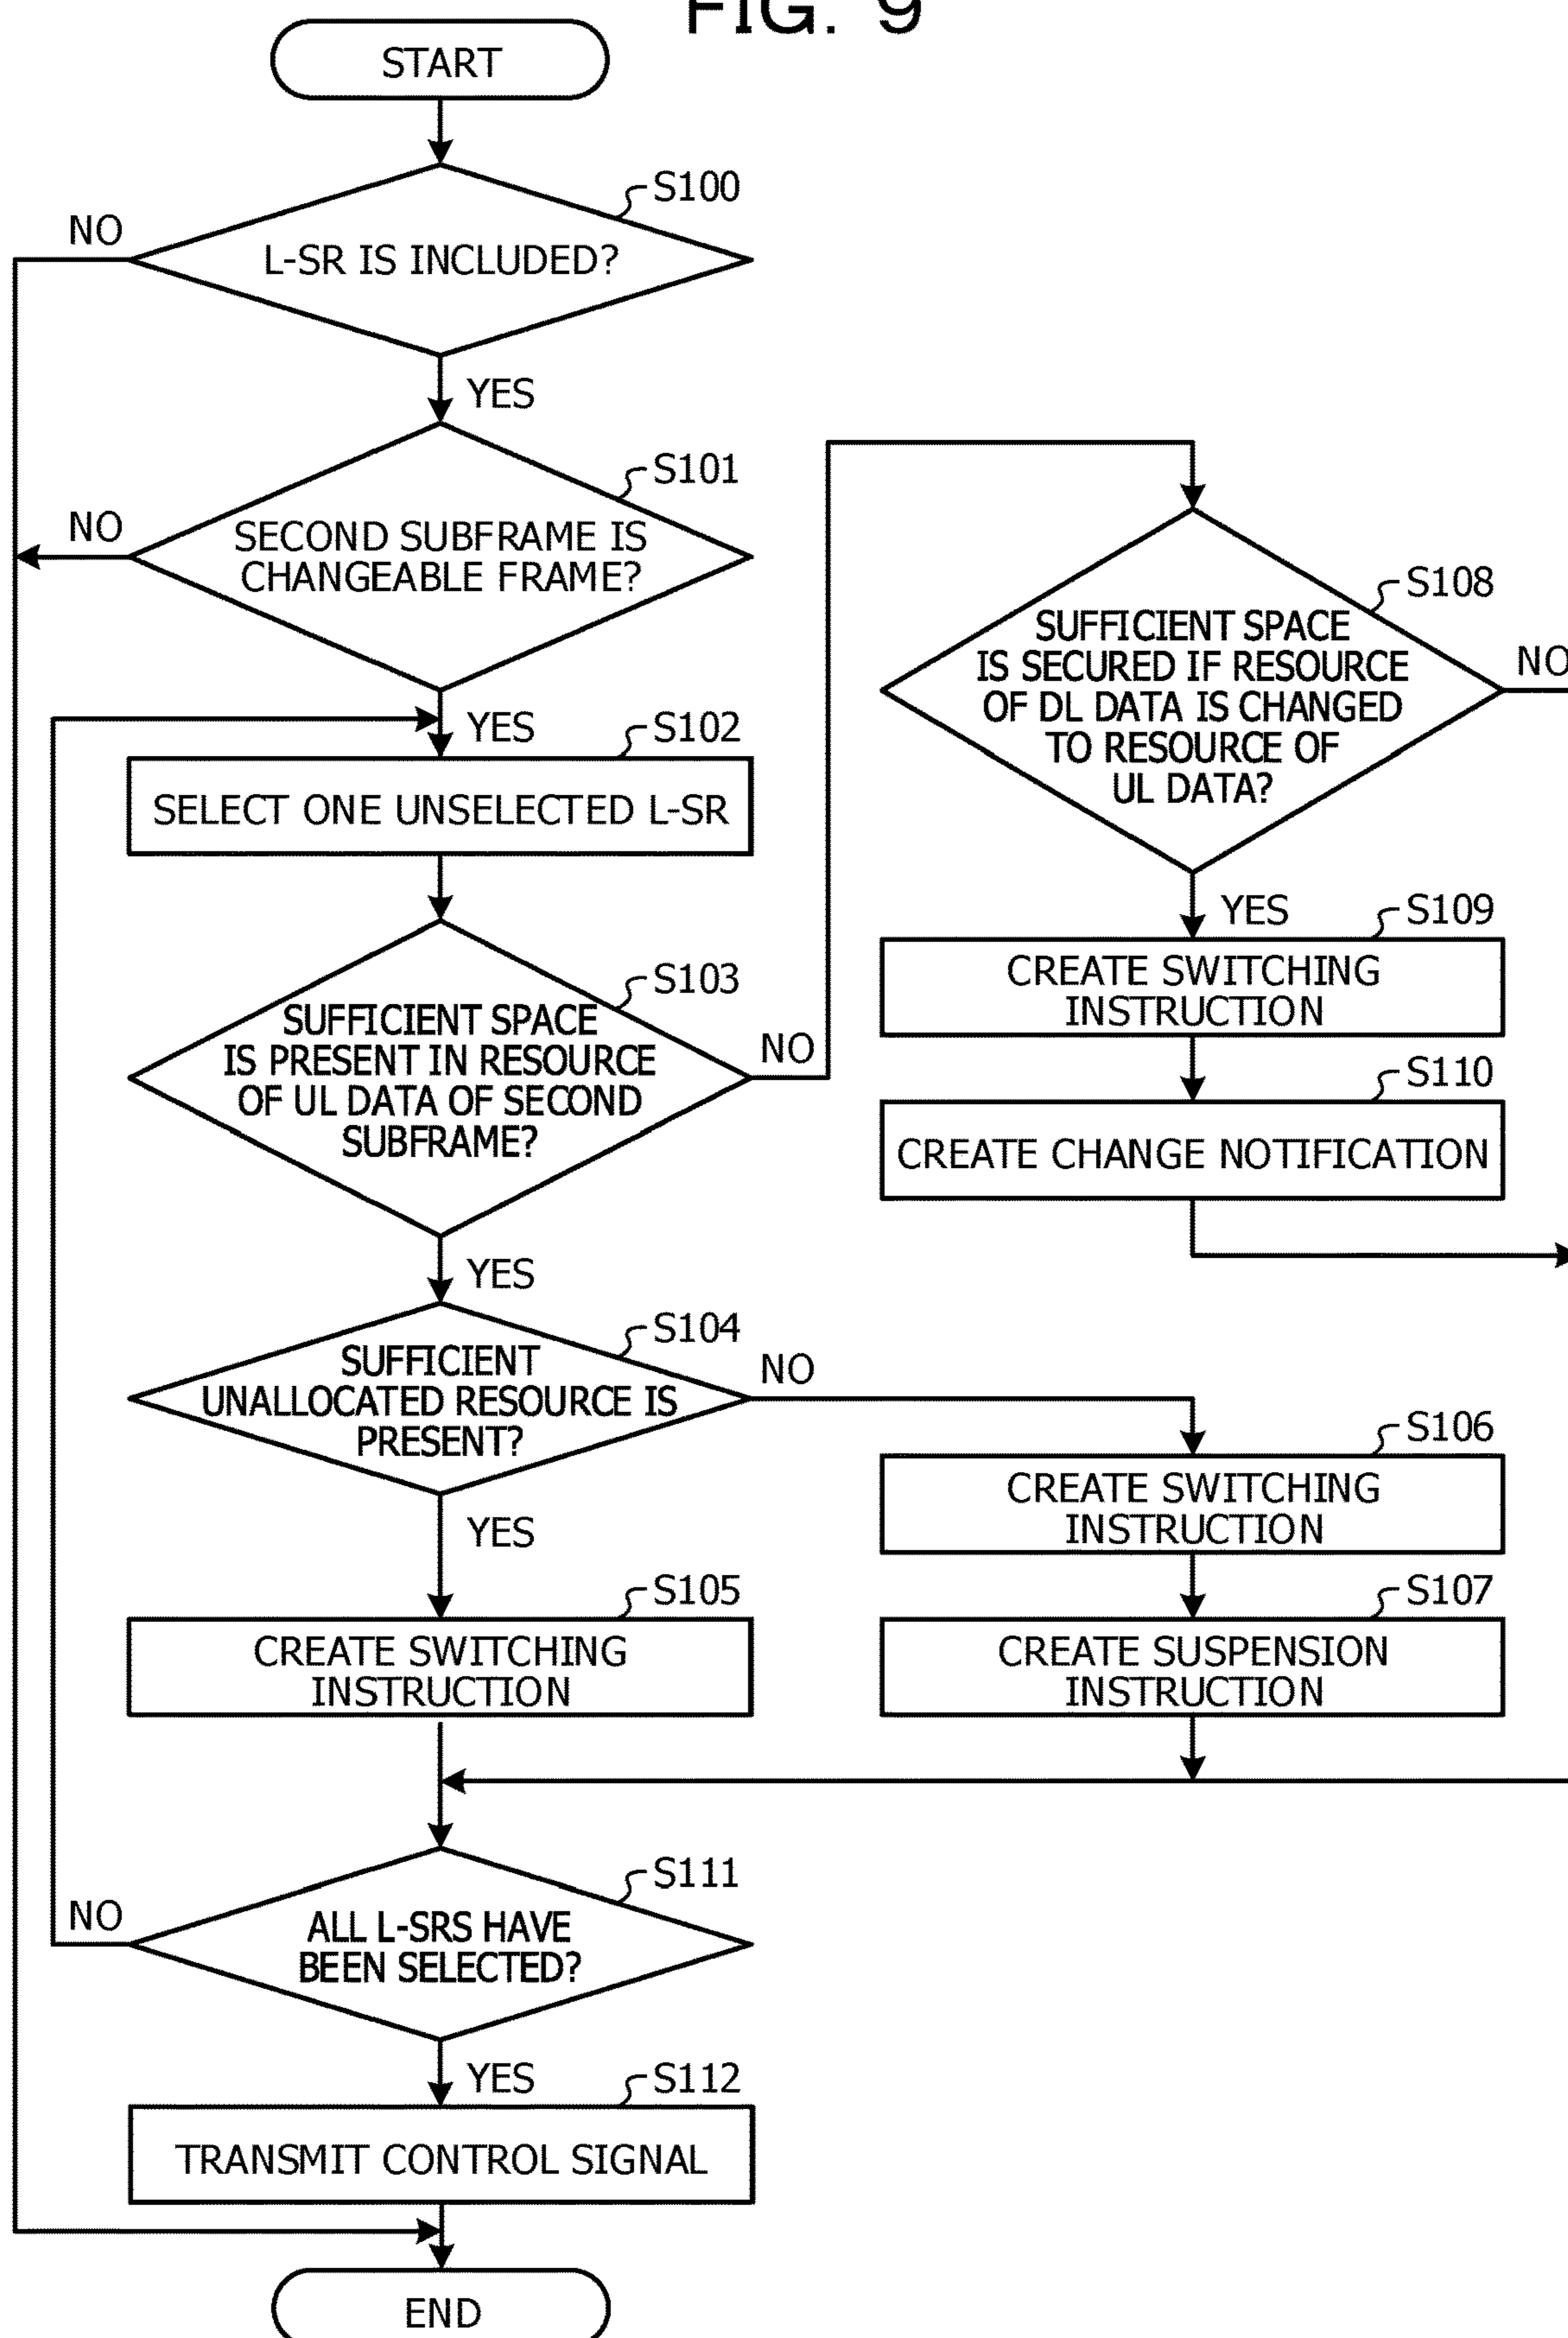 FIG. 9
START
S100
NO
L-SR IS INCLUDED?
YES
S101
NO
SECOND SUBFRAME IS
CHANGEABLE FRAME?
YES
S102
SELECT ONE UNSELECTED L-SR
S103
SUFFICIENT SPACE
IS PRESENT IN RESOURCE
OF UL DATA OF SECOND
SUBFRAME?
NO
YES
S104
SUFFICIENT
UNALLOCATED RESOURCE IS
PRESENT?
NO
YES
S105
CREATE SWITCHING
INSTRUCTION
S106
CREATE SWITCHING
INSTRUCTION
S107
CREATE SUSPENSION
INSTRUCTION
S108
SUFFICIENT SPACE
IS SECURED IF RESOURCE
OF DL DATA IS CHANGED
TO RESOURCE OF
UL DATA?
NO
YES
S109
CREATE SWITCHING
INSTRUCTION
S110
CREATE CHANGE NOTIFICATION
S111
NO
ALL L-SRS HAVE
BEEN SELECTED?
YES
S112
TRANSMIT CONTROL SIGNAL
END